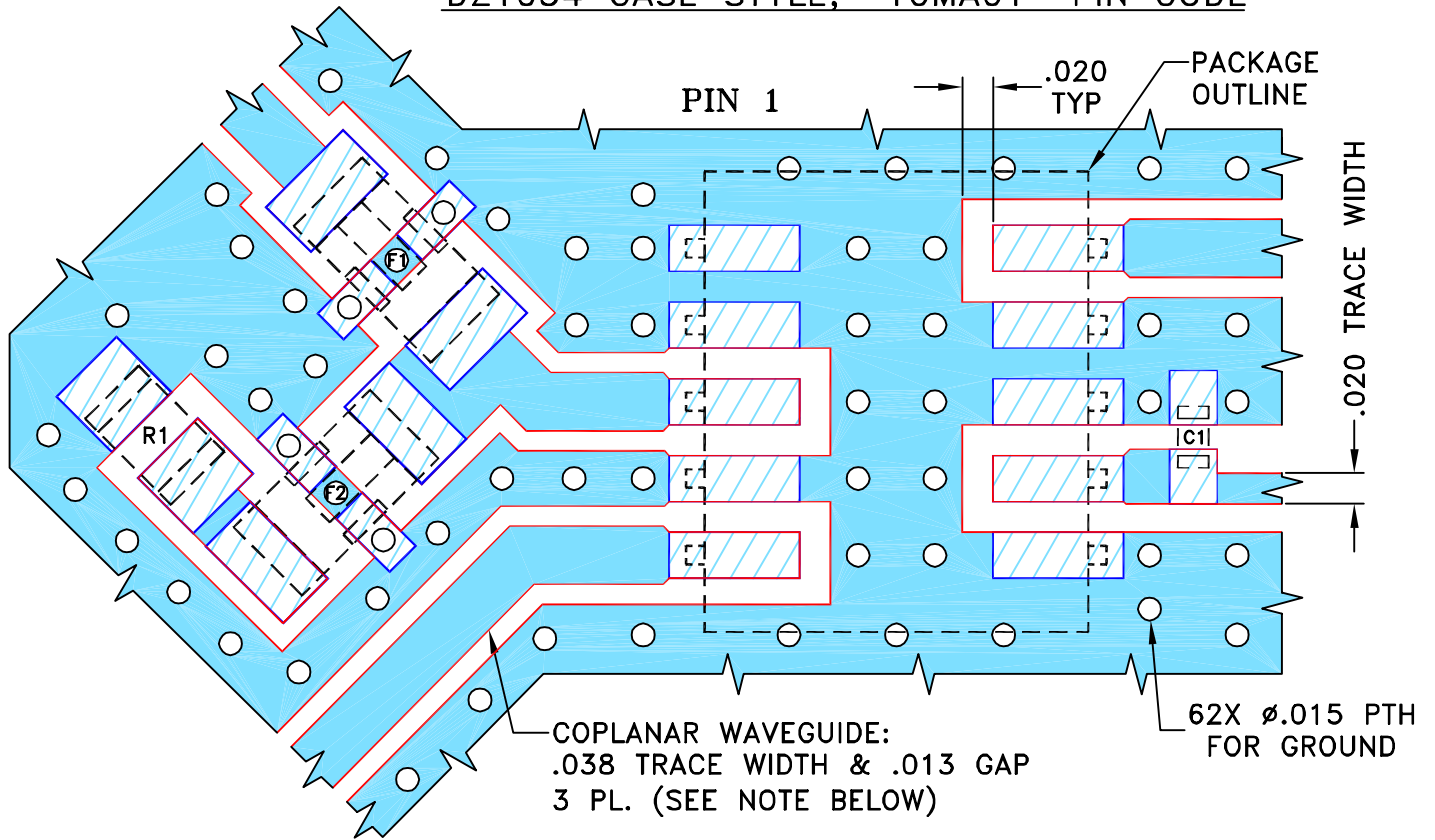 PIN 1
.020
TYP
PACKAGE
OUTLINE
.020 TRACE WIDTH
F1
R1
F2
C1
COPLANAR WAVEGUIDE:
.038 TRACE WIDTH & .013 GAP
3 PL. (SEE NOTE BELOW)
62X Ø.015 PTH
FOR GROUND